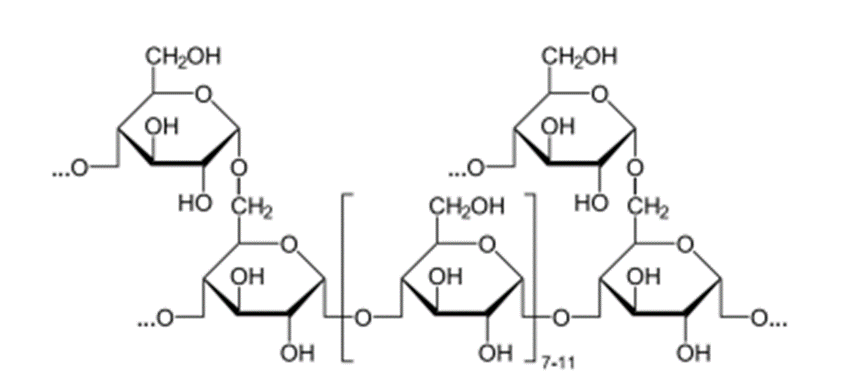 CH₂OH CH₂OH
O O
OH OH
...O O ...O O
HO CH₂ CH₂OH HO CH₂
O O O
OH OH OH
...O O O O...
OH OH OH
7-11